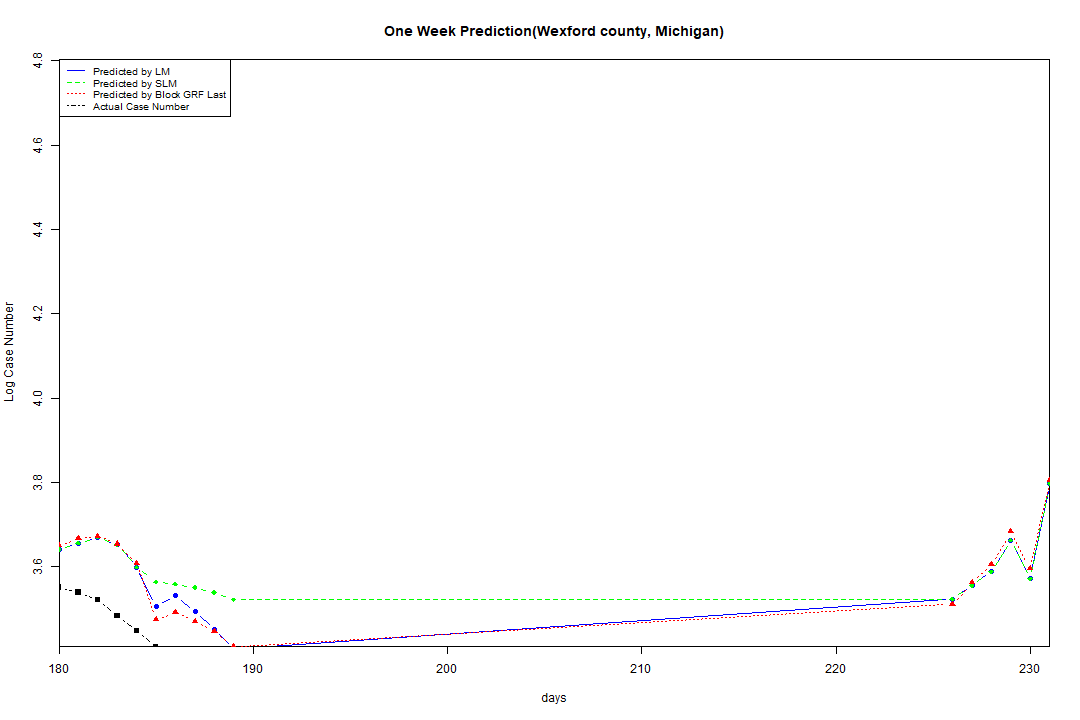 One Week Prediction(Wexford county, Michigan)
Predicted by LM
Predicted by SLM
Predicted by Block GRF Last
Actual Case Number
4.8
4.6
4.4
4.2
4.0
3.8
3.6
Log Case Number
180 190 200 210 220 230
days